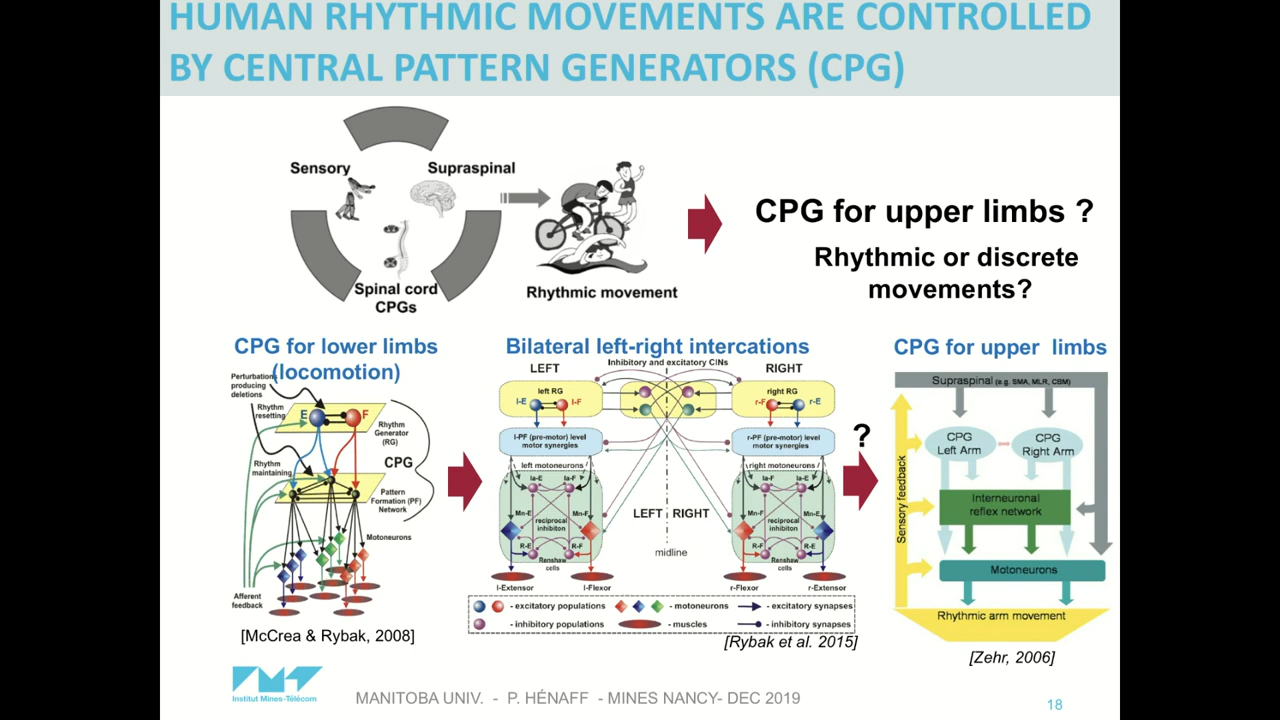 HUMAN RHYTHMIC MOVEMENTS ARE CONTROLLED
BY CENTRAL PATTERN GENERATORS (CPG)
Sensory
Supraspinal
Spinal cord
CPGs
Rhythmic movement
CPG for upper limbs ?
Rhythmic or discrete
movements?
CPG for lower limbs
(locomotion)
Perturbations
producing
deletions
Rhythm
resetting
E
F
Rhythm
Generator
(RG)
CPG
Rhythm
maintaining
Pattern
Formation (PF)
Network
Motoneurons
Afferent
feedback
[McCrea & Rybak, 2008]
Bilateral left-right intercations
Inhibitory and excitatory CINs
LEFT
RIGHT
left RG
l-E
l-F
right RG
r-F
r-E
l-PF (pre-motor) level
motor synergies
r-PF (pre-motor) level
motor synergies
left motoneurons
right motoneurons
Ia-E
Ia-F
Ia-F
Ia-E
Mn-E
Mn-F
Mn-F
Mn-E
reciprocal
inhibiton
reciprocal
inhibiton
LEFT
RIGHT
R-E
R-F
R-F
R-E
Renshaw
cells
Renshaw
cells
midline
l-Extensor
l-Flexor
r-Flexor
r-Extensor
- excitatory populations
- motoneurons
- excitatory synapses
- inhibitory populations
- muscles
- inhibitory synapses
[Rybak et al. 2015]
?
CPG for upper limbs
Supraspinal (e.g. SMA, MLR, CBM)
CPG
Left Arm
CPG
Right Arm
Sensory feedback
Interneuronal
reflex network
Motoneurons
Rhythmic arm movement
[Zehr, 2006]
Institut Mines-Télécom
MANITOBA UNIV. - P. HÉNAFF - MINES NANCY- DEC 2019
18